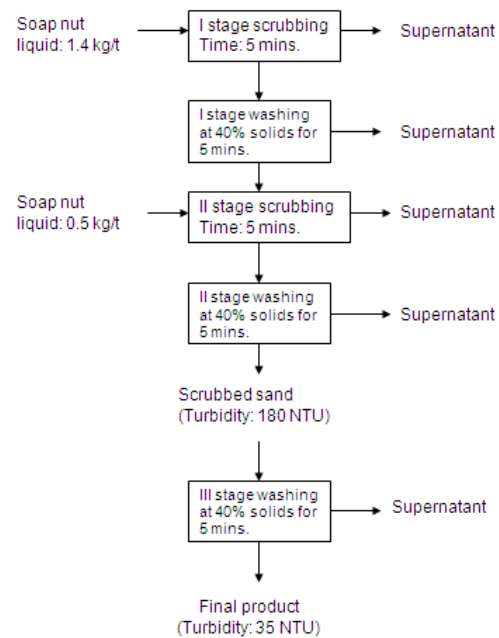 Soap nut
liquid: 1.4 kg/t
I stage scrubbing
Time: 5 mins.
Supernatant
I stage washing
at 40% solids for
5 mins.
Supernatant
Soap nut
liquid: 0.5 kg/t
II stage scrubbing
Time: 5 mins.
Supernatant
II stage washing
at 40% solids for
5 mins.
Supernatant
Scrubbed sand
(Turbidity: 180 NTU)
III stage washing
at 40% solids for
5 mins.
Supernatant
Final product
(Turbidity: 35 NTU)